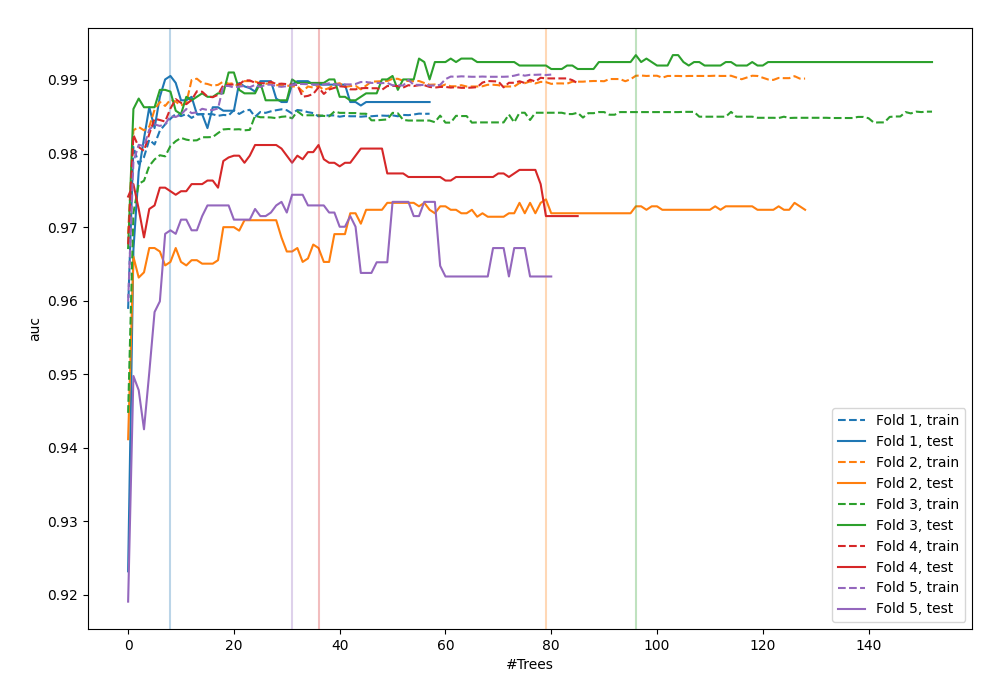 0.99
0.98
0.97
0.96
0.95
0.94
0.93
0.92
auc
0
20
40
60
80
100
120
140
#Trees
Fold 1, train
Fold 1, test
Fold 2, train
Fold 2, test
Fold 3, train
Fold 3, test
Fold 4, train
Fold 4, test
Fold 5, train
Fold 5, test